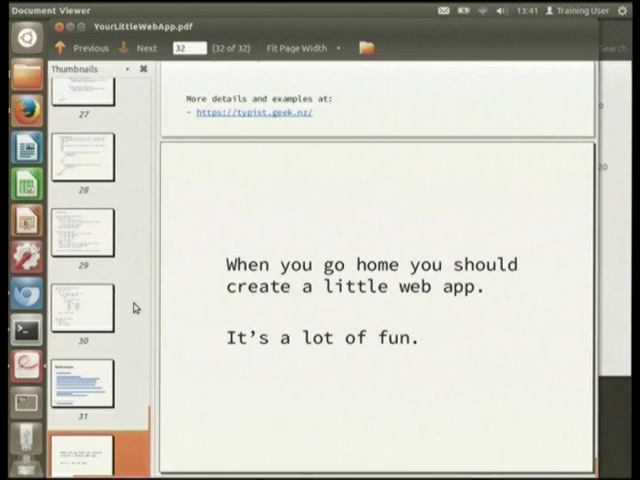 Document Viewer
13:41
Training User
YourLittleWebApp.pdf
Previous
Next
32
(32 of 32)
Fit Page Width
Search
Thumbnails
27
28
29
30
31
More details and examples at:
- https://typist.geek.nz/
When you go home you should
create a little web app.
It's a lot of fun.